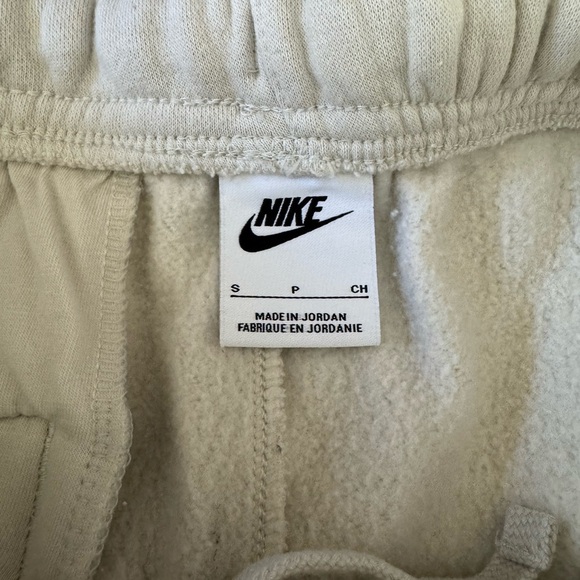 NIKE
S P CH
MADE IN JORDAN
FABRIQUE EN JORDANIE